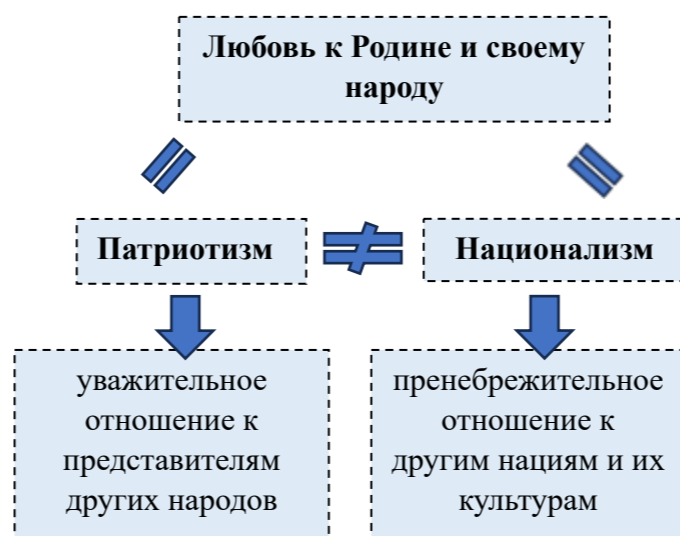 Любовь к Родине и своему
народу
Патриотизм
Национализм
уважительное
отношение к
представителям
других народов
пренебрежительное
отношение к
другим нациям и их
культурам